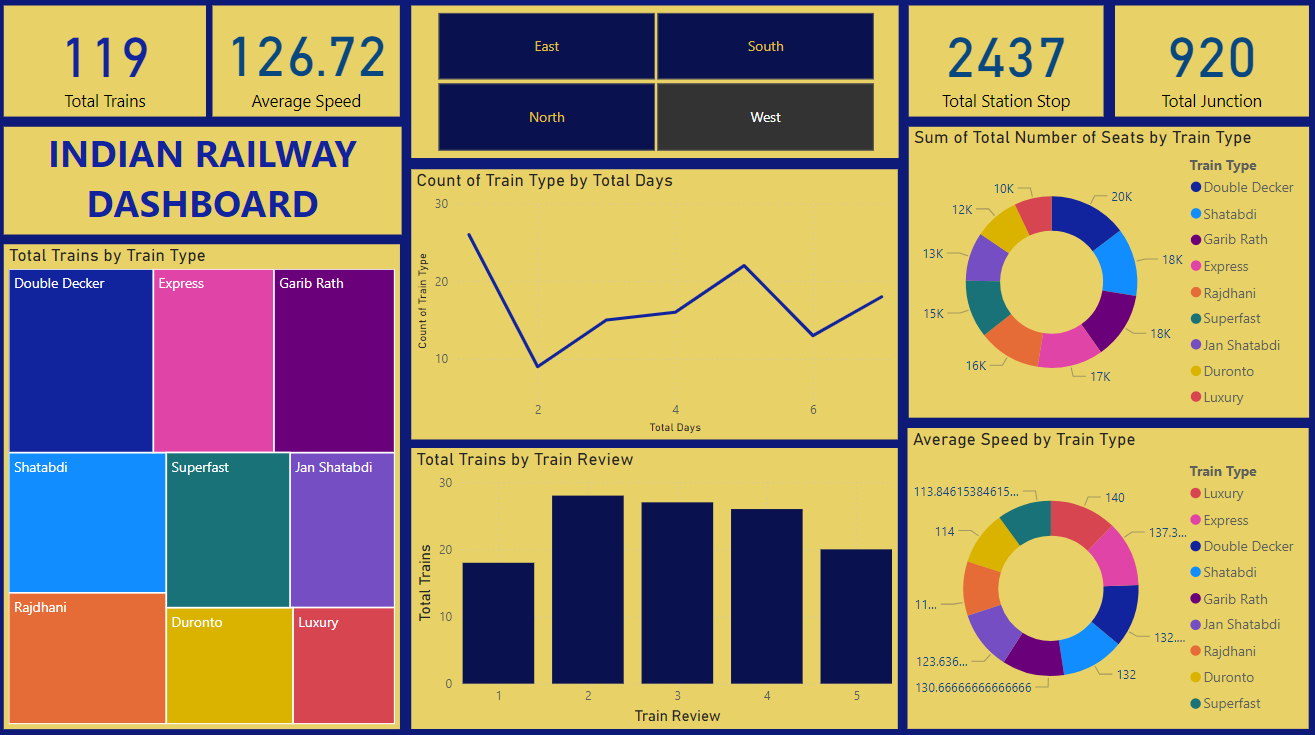 119
Total Trains
126.72
Average Speed
East
South
North
West
2437
Total Station Stop
920
Total Junction
INDIAN RAILWAY
DASHBOARD
Total Trains by Train Type
Double Decker
Express
Garib Rath
Shatabdi
Superfast
Jan Shatabdi
Rajdhani
Duronto
Luxury
Count of Train Type by Total Days
Count of Train Type
30
20
10
2
4
6
Total Days
Total Trains by Train Review
Total Trains
30
20
10
0
1
2
3
4
5
Train Review
Sum of Total Number of Seats by Train Type
20K
18K
18K
17K
16K
15K
13K
12K
10K
Train Type
Double Decker
Shatabdi
Garib Rath
Express
Rajdhani
Superfast
Jan Shatabdi
Duronto
Luxury
Average Speed by Train Type
140
137.3...
132....
132
130.66666666666666
123.636...
11...
114
113.84615384615...
Train Type
Luxury
Express
Double Decker
Shatabdi
Garib Rath
Jan Shatabdi
Rajdhani
Duronto
Superfast